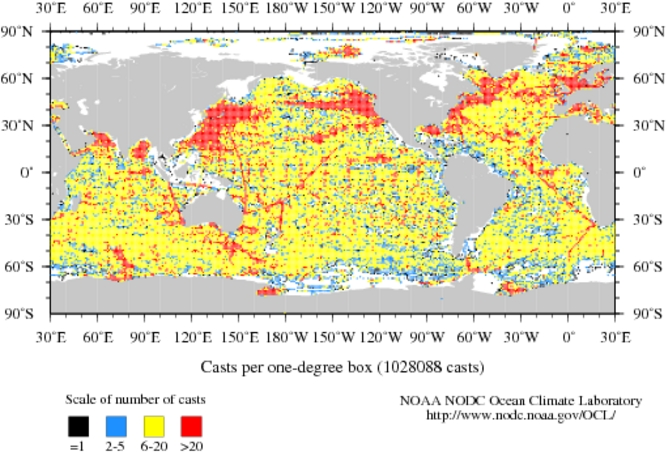 30°E 60°E 90°E 120°E 150°E 180°E 150°W 120°W 90°W 60°W 30°W 0° 30°E
90°N 90°N
60°N 60°N
30°N 30°N
0° 0°
30°S 30°S
60°S 60°S
90°S 90°S
30°E 60°E 90°E 120°E 150°E 180°E 150°W 120°W 90°W 60°W 30°W 0° 30°E
Casts per one-degree box (1028088 casts)
Scale of number of casts
=1 2-5 6-20 >20
NOAA NODC Ocean Climate Laboratory
http://www.nodc.noaa.gov/OCL/